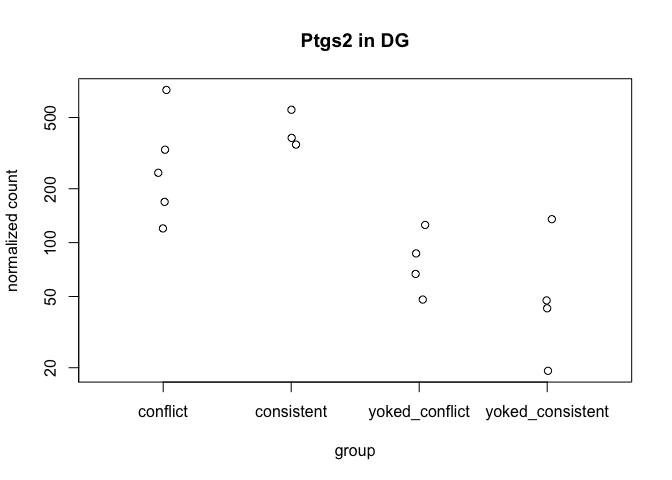 Ptgs2 in DG
normalized count
500
200
100
50
20
conflict
consistent
yoked_conflict
yoked_consistent
group